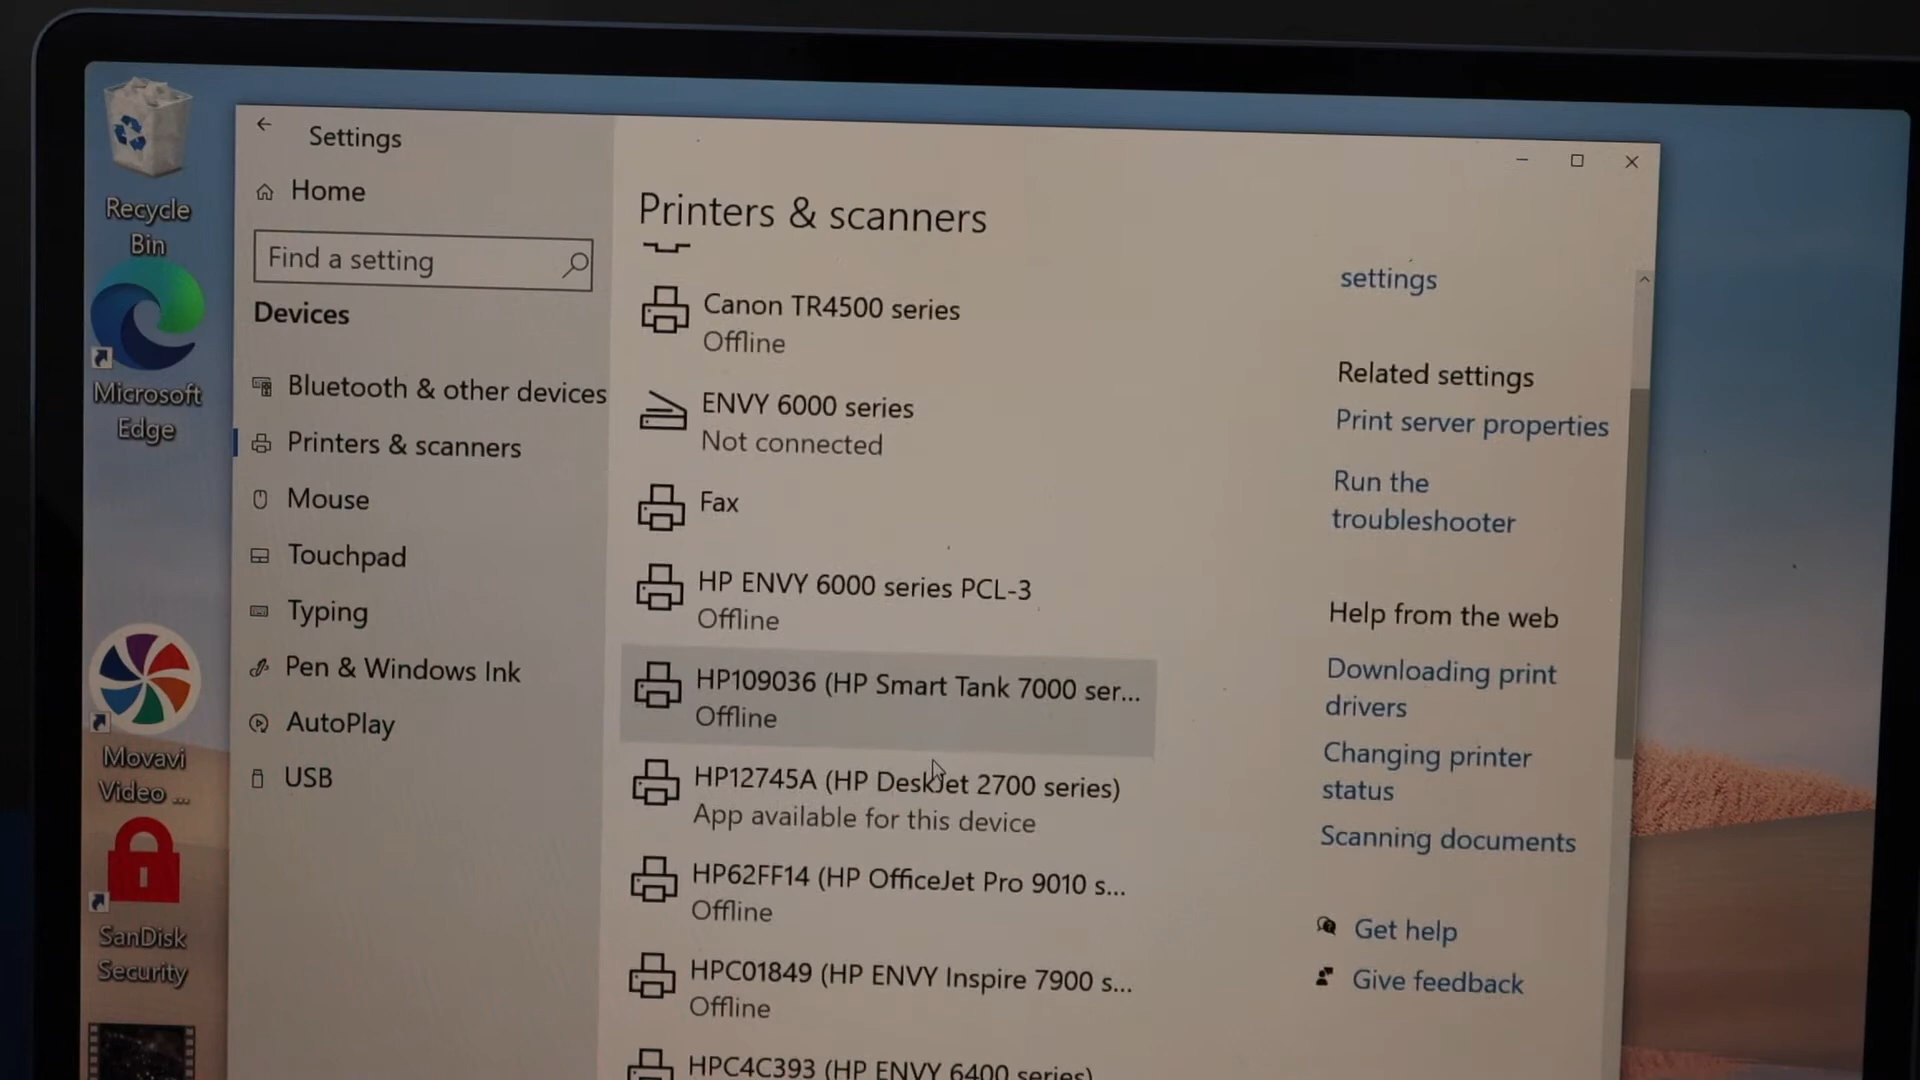 Recycle
Bin
Microsoft
Edge
Movavi
Video ...
SanDisk
Security
Settings
Home
Find a setting
Devices
Bluetooth & other devices
Printers & scanners
Mouse
Touchpad
Typing
Pen & Windows Ink
AutoPlay
USB
Printers & scanners
Canon TR4500 series
Offline
ENVY 6000 series
Not connected
Fax
HP ENVY 6000 series PCL-3
Offline
HP109036 (HP Smart Tank 7000 ser...
Offline
HP12745A (HP DeskJet 2700 series)
App available for this device
HP62FF14 (HP OfficeJet Pro 9010 s...
Offline
HPC01849 (HP ENVY Inspire 7900 s...
Offline
HPC4C393 (HP ENVY 6400 series)
settings
Related settings
Print server properties
Run the
troubleshooter
Help from the web
Downloading print
drivers
Changing printer
status
Scanning documents
Get help
Give feedback